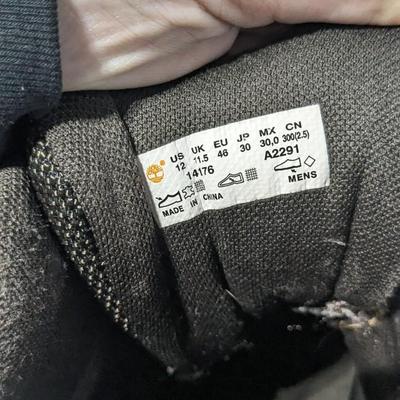 US UK EU JP MX CN
12 11.5 46 30 30,0 300(2.5)
14176 A2291
MADE IN CHINA MENS